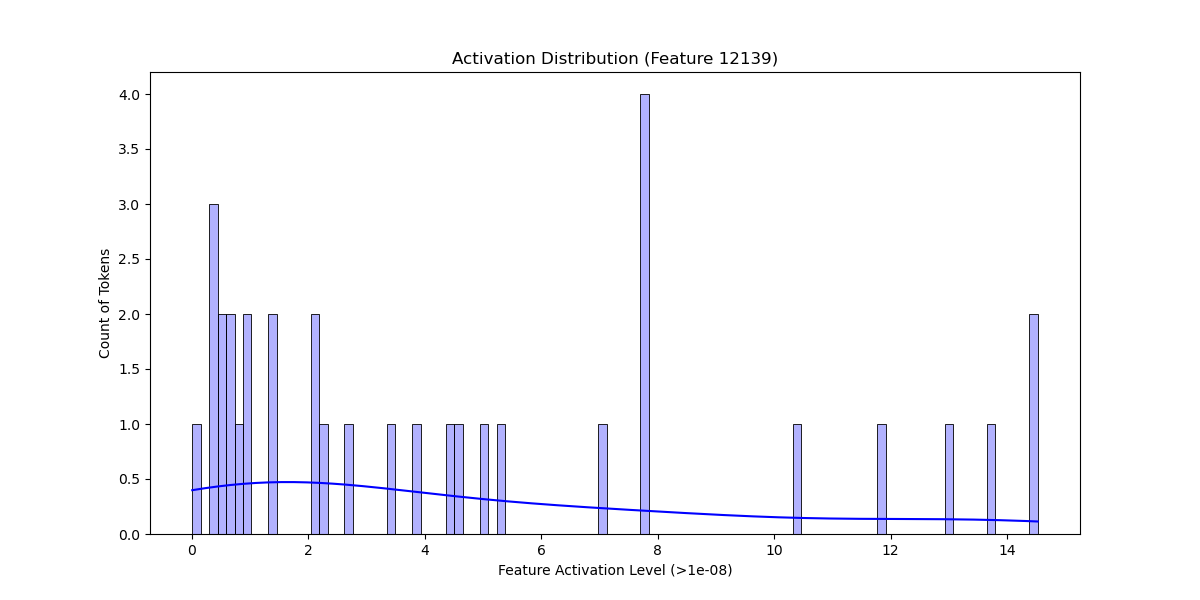 Activation Distribution (Feature 12139)
Count of Tokens
4.0
3.5
3.0
2.5
2.0
1.5
1.0
0.5
0.0
0 2 4 6 8 10 12 14
Feature Activation Level (>1e-08)